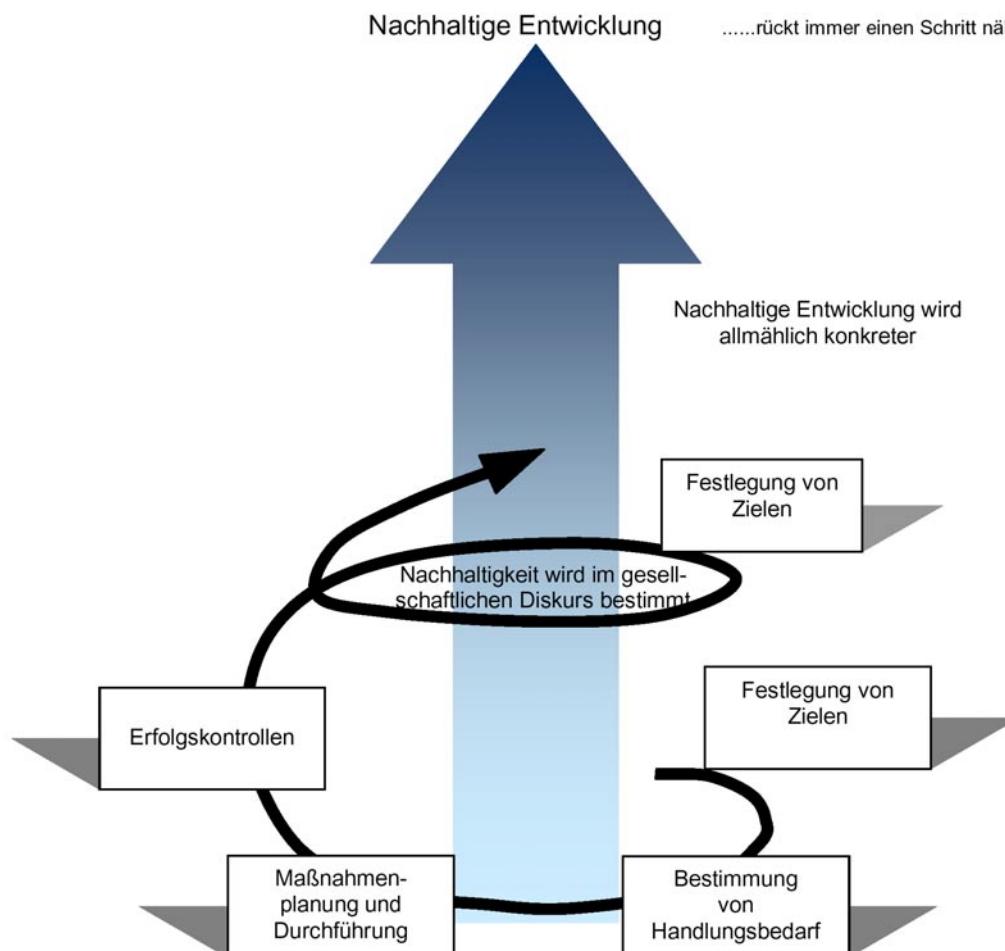 Nachhaltige Entwicklung
......rückt immer einen Schritt
Nachhaltige Entwicklung wird
allmählich konkreter
Festlegung von
Zielen
Nachhaltigkeit wird im gesell-
schaftlichen Diskurs bestimmt
Festlegung von
Zielen
Erfolgskontrollen
Maßnahmen-
planung und
Durchführung
Bestimmung
von
Handlungsbedarf